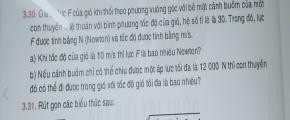 3.30. lực F của gió khi thổi theo phương vuông góc với bề mặt cánh buồm của một
con thuyền lệ thuận với bình phương tốc độ của gió, hệ số tỉ lệ là 30. Trong đó, lực
F được tính bằng N (Newton) và tốc độ được tính bằng m/s.
a) Khi tốc độ của gió là 10 m/s thì lực F là bao nhiêu Newton?
b) Nếu cánh buồm chỉ có thể chịu được một áp lực tối đa là 12 000 N thì con thuyền
đó có thể đi được trong gió với tốc độ gió tối đa là bao nhiêu?
3.31. Rút gọn các biểu thức sau: